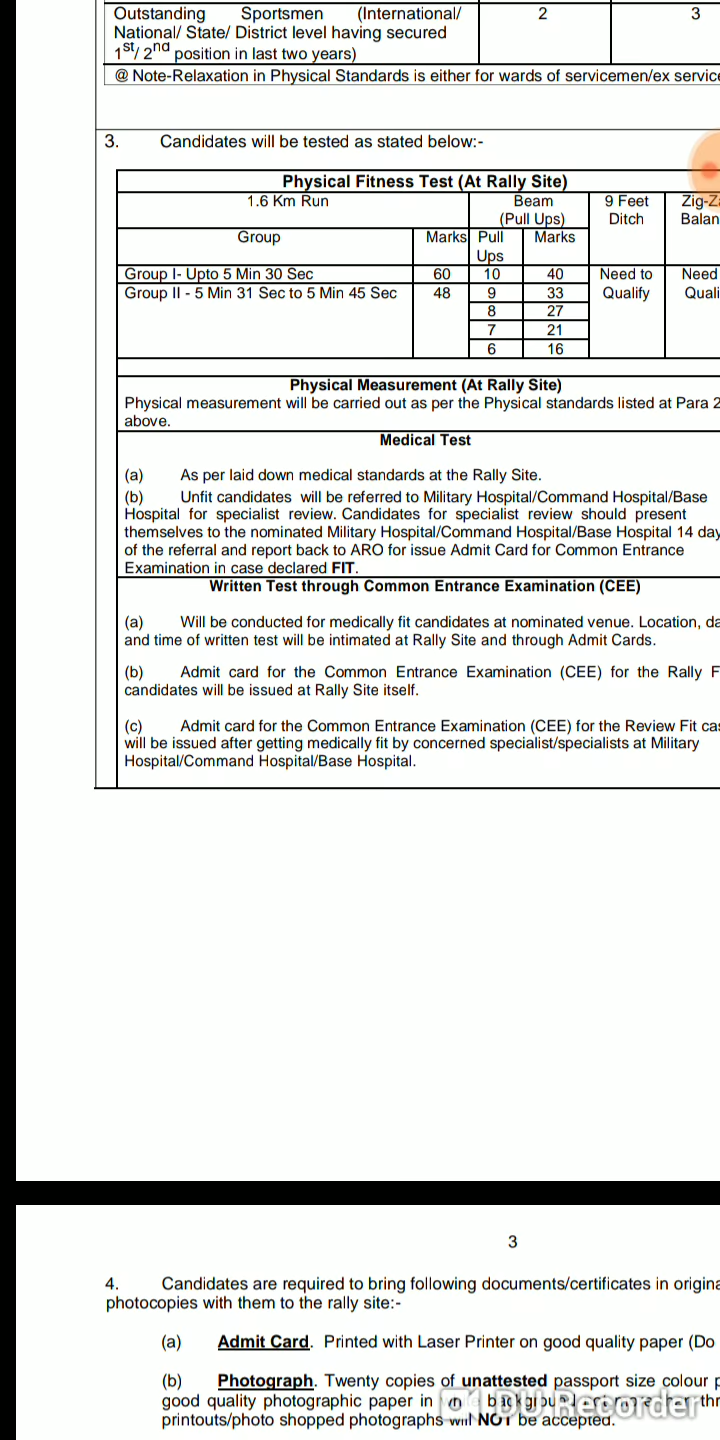 Outstanding Sportsmen (International/ 2 3
National/ State/ District level having secured
1st/ 2nd position in last two years)
@ Note-Relaxation in Physical Standards is either for wards of servicemen/ex service
3. Candidates will be tested as stated below:-
Physical Fitness Test (At Rally Site)
1.6 Km Run Beam 9 Feet Zig-Za
(Pull Ups) Ditch Balan
Group Marks Pull Marks
Ups
Group I- Upto 5 Min 30 Sec 60 10 40 Need to Need
Group II - 5 Min 31 Sec to 5 Min 45 Sec 48 9 33 Qualify Quali
8 27
7 21
6 16
Physical Measurement (At Rally Site)
Physical measurement will be carried out as per the Physical standards listed at Para 2
above.
Medical Test
(a) As per laid down medical standards at the Rally Site.
(b) Unfit candidates will be referred to Military Hospital/Command Hospital/Base
Hospital for specialist review. Candidates for specialist review should present
themselves to the nominated Military Hospital/Command Hospital/Base Hospital 14 day
of the referral and report back to ARO for issue Admit Card for Common Entrance
Examination in case declared FIT.
Written Test through Common Entrance Examination (CEE)
(a) Will be conducted for medically fit candidates at nominated venue. Location, da
and time of written test will be intimated at Rally Site and through Admit Cards.
(b) Admit card for the Common Entrance Examination (CEE) for the Rally F
candidates will be issued at Rally Site itself.
(c) Admit card for the Common Entrance Examination (CEE) for the Review Fit cas
will be issued after getting medically fit by concerned specialist/specialists at Military
Hospital/Command Hospital/Base Hospital.
3
4. Candidates are required to bring following documents/certificates in origina
photocopies with them to the rally site:-
(a) Admit Card. Printed with Laser Printer on good quality paper (Do
(b) Photograph. Twenty copies of unattested passport size colour p
good quality photographic paper in thr
printouts/photo shopped photographs will NOT be accepted.
DU Recorder